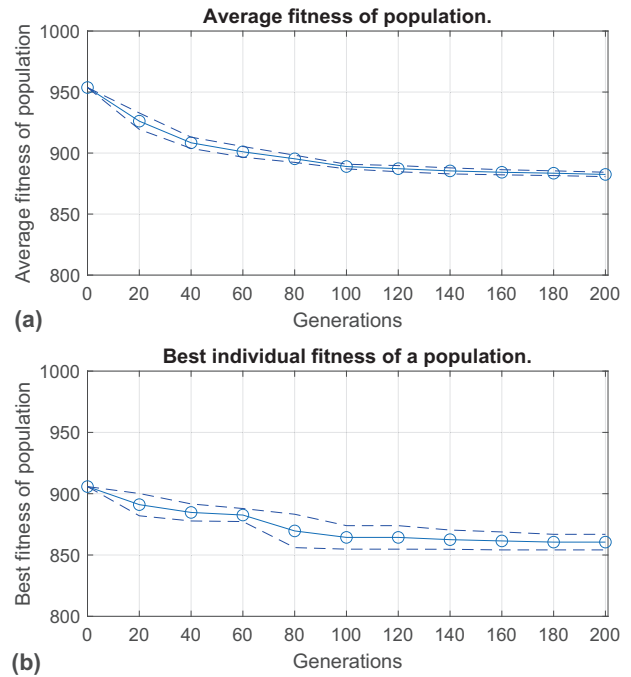 Average fitness of population.
Average fitness of population
1000
950
900
850
800
0 20 40 60 80 100 120 140 160 180 200
(a)
Generations
Best individual fitness of a population.
Best fitness of population
1000
950
900
850
800
0 20 40 60 80 100 120 140 160 180 200
(b)
Generations